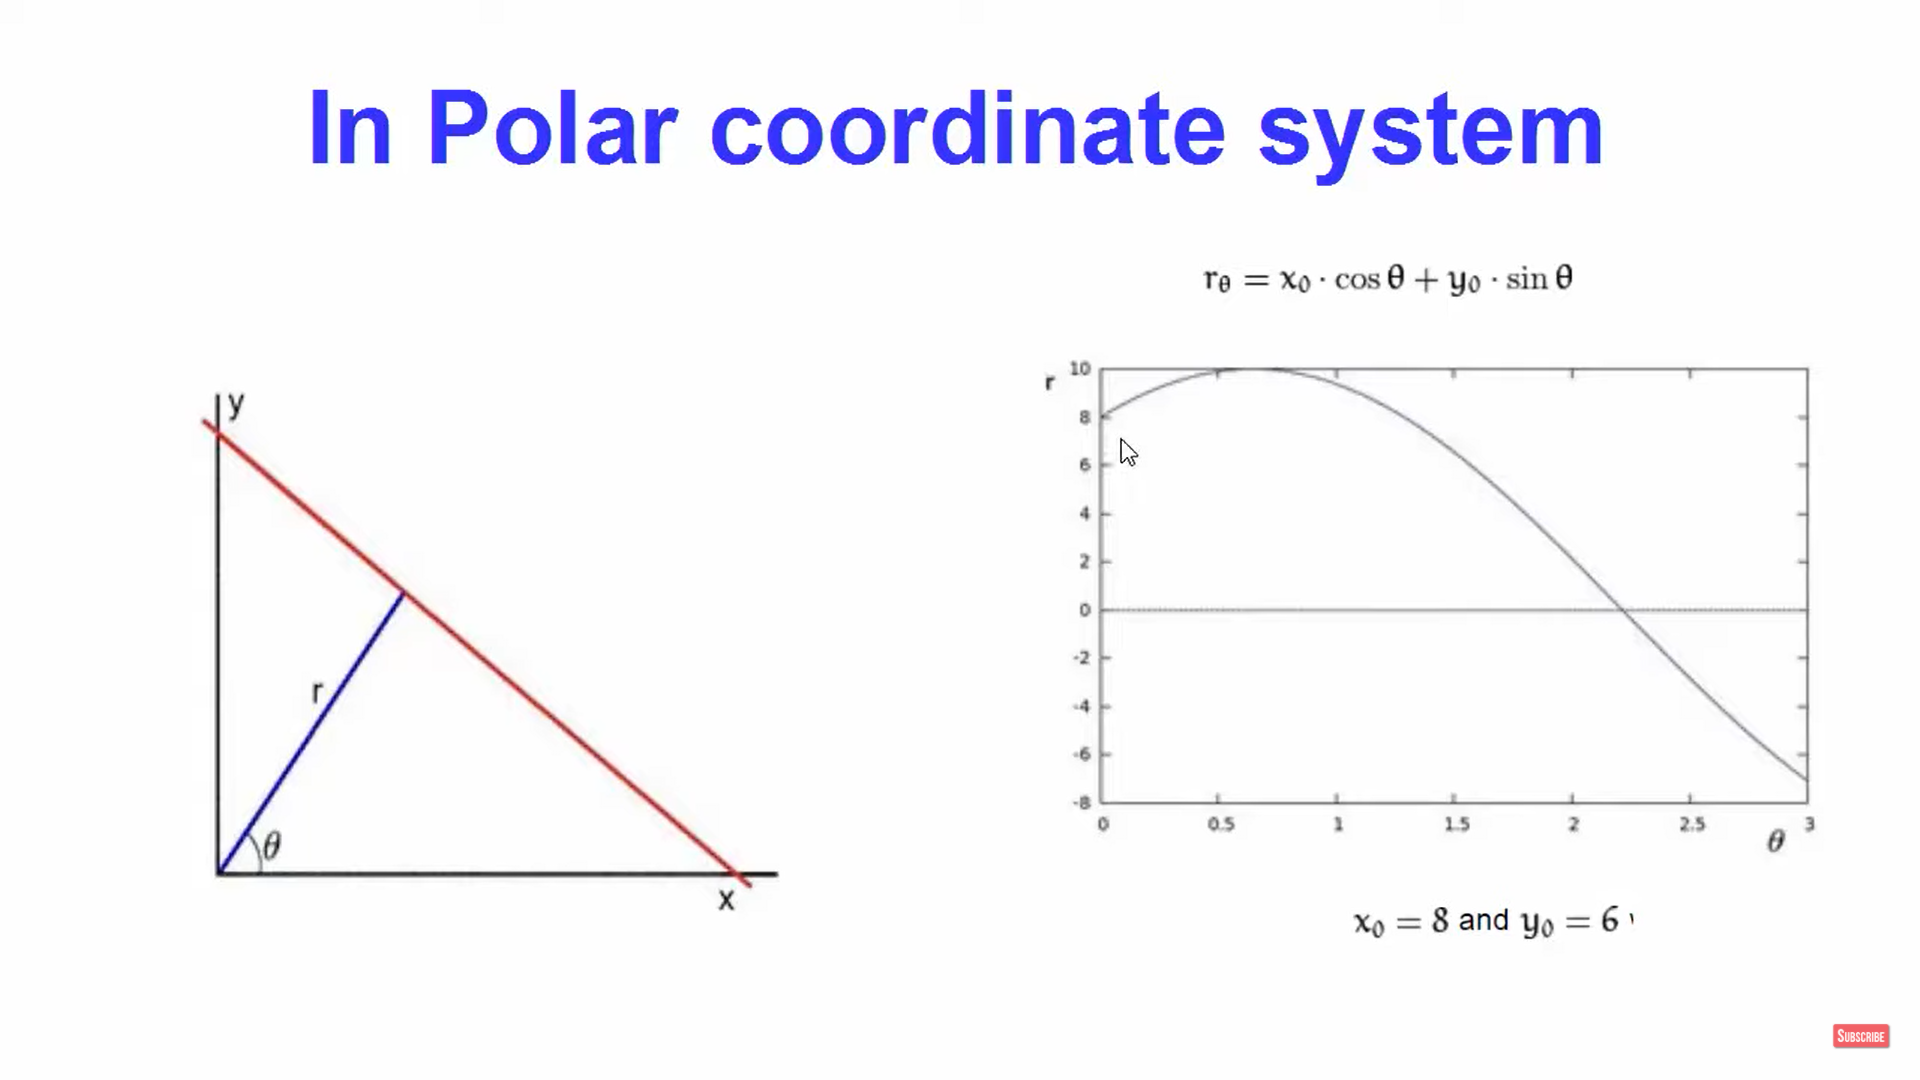 In Polar coordinate system
r_θ = x₀ · cos θ + y₀ · sin θ
y
r
θ
x
r
10
8
6
4
2
0
-2
-4
-6
-8
0 0.5 1 1.5 2 2.5 3
θ
x₀ = 8 and y₀ = 6
SUBSCRIBE